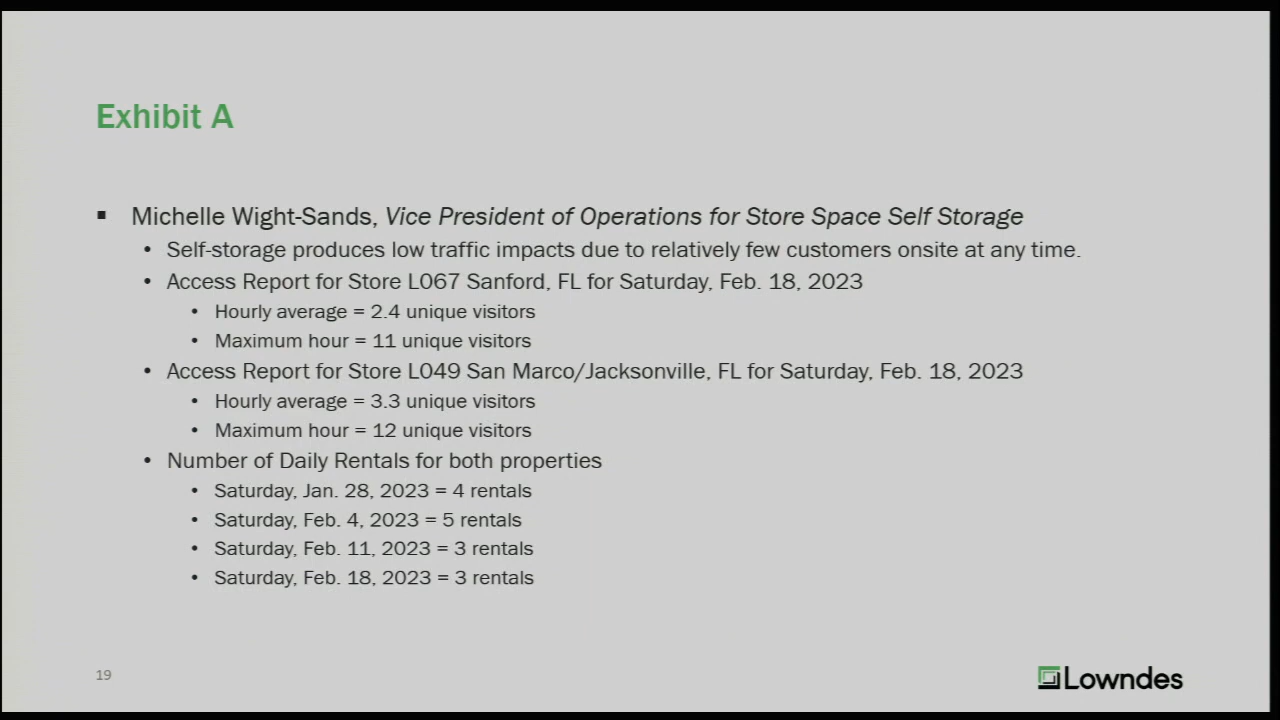 Exhibit A
▪ Michelle Wight-Sands, Vice President of Operations for Store Space Self Storage
• Self-storage produces low traffic impacts due to relatively few customers onsite at any time.
• Access Report for Store L067 Sanford, FL for Saturday, Feb. 18, 2023
• Hourly average = 2.4 unique visitors
• Maximum hour = 11 unique visitors
• Access Report for Store L049 San Marco/Jacksonville, FL for Saturday, Feb. 18, 2023
• Hourly average = 3.3 unique visitors
• Maximum hour = 12 unique visitors
• Number of Daily Rentals for both properties
• Saturday, Jan. 28, 2023 = 4 rentals
• Saturday, Feb. 4, 2023 = 5 rentals
• Saturday, Feb. 11, 2023 = 3 rentals
• Saturday, Feb. 18, 2023 = 3 rentals
19
Lowndes